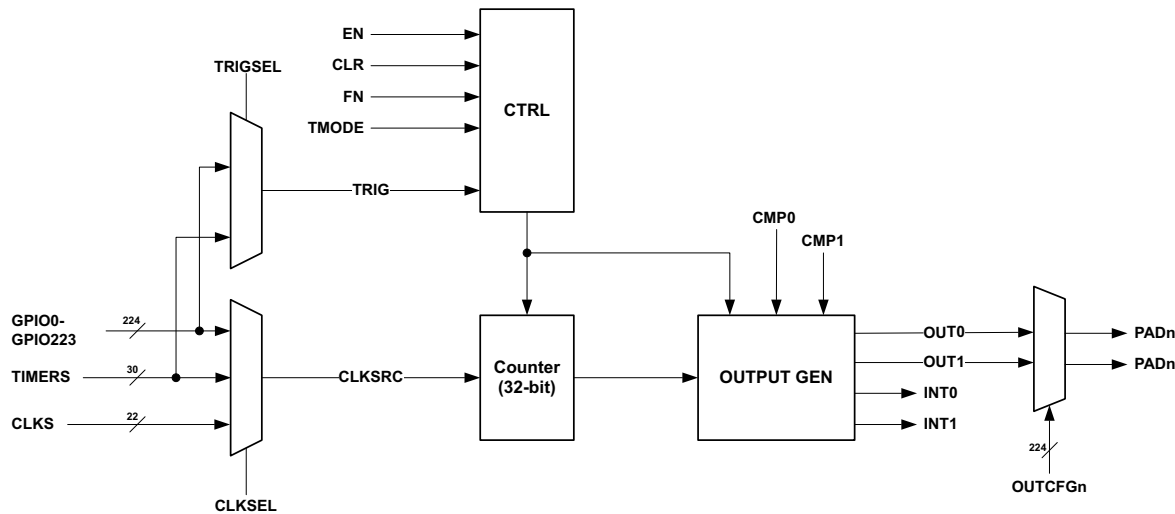 EN
CLR
FN
TMODE
CTRL
TRIGSEL
TRIG
CMP0
CMP1
GPIO0-
GPIO223
224
TIMERS
30
CLKS
22
CLKSRC
CLKSEL
Counter
(32-bit)
OUTPUT GEN
OUT0
OUT1
INT0
INT1
PADn
PADn
224
OUTCFGn